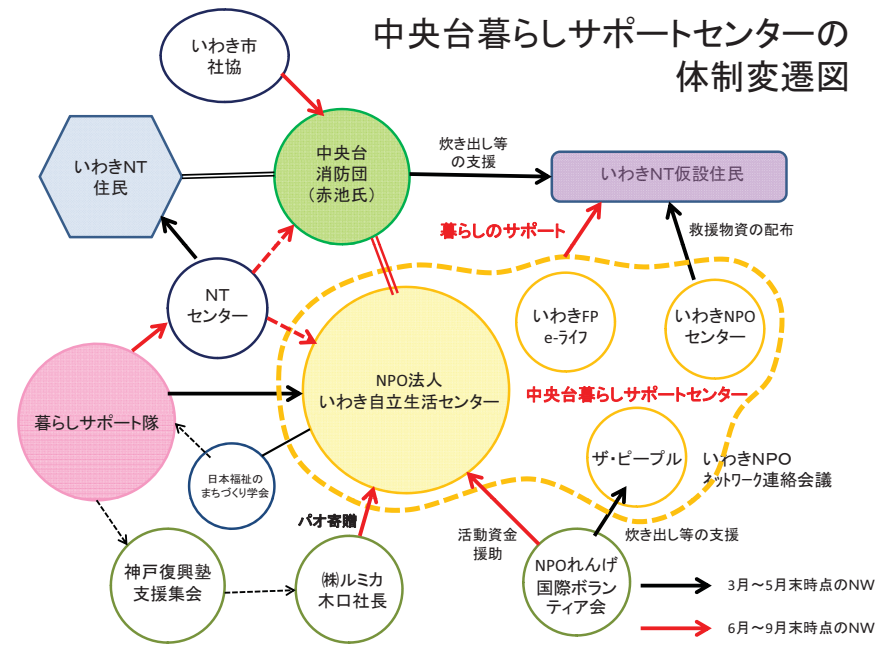 中央台暮らしサポートセンターの
体制変遷図
いわき市
社協
いわきNT
住民
中央台
消防団
(赤池氏)
炊き出し等
の支援
いわきNT仮設住民
暮らしのサポート
救援物資の配布
NT
センター
いわきFP
e-ライフ
いわきNPO
センター
NPO法人
いわき自立生活センター
中央台暮らしサポートセンター
暮らしサポート隊
ザ・ピープル
いわきNPO
ネットワーク連絡会議
日本福祉の
まちづくり学会
パオ寄贈
活動資金
援助
炊き出し等の支援
神戸復興塾
支援集会
㈱ルミカ
木口社長
NPOれんげ
国際ボラン
ティア会
3月～5月末時点のNW
6月～9月末時点のNW